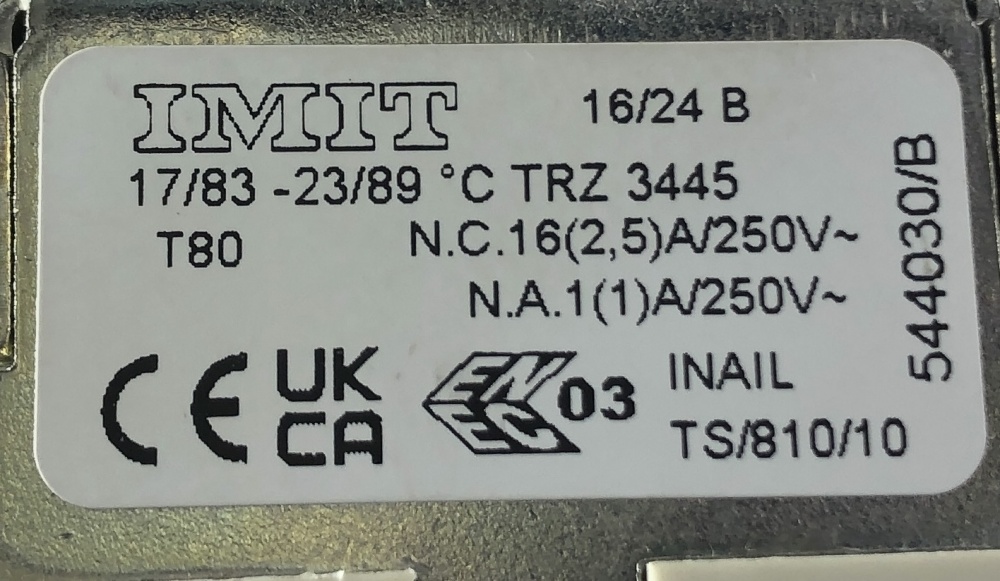 IMIT 16/24 B
17/83 -23/89 °C TRZ 3445
T80 N.C.16(2,5)A/250V~
N.A.1(1)A/250V~
544030/B
CE UK CA ENEC 03 INAIL
TS/810/10